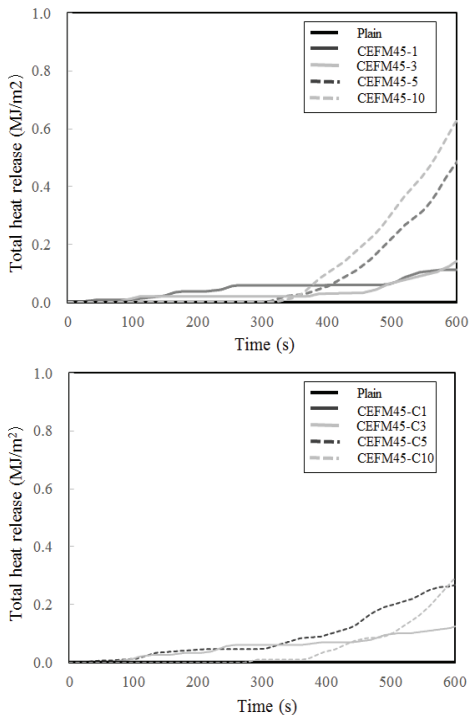 Total heat release (MJ/m2)
1.0
0.8
0.6
0.4
0.2
0.0
Plain
CEFM45-1
CEFM45-3
CEFM45-5
CEFM45-10
0 100 200 300 400 500 600
Time (s)
Total heat release (MJ/m²)
1.0
0.8
0.6
0.4
0.2
0.0
Plain
CEFM45-C1
CEFM45-C3
CEFM45-C5
CEFM45-C10
0 100 200 300 400 500 600
Time (s)